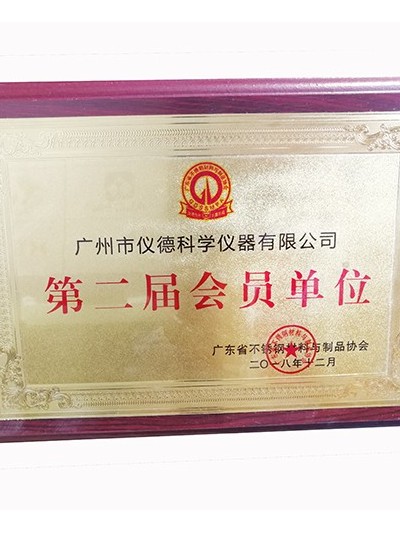 广州市仪德科学仪器有限公司
第二届会员单位
广东省不锈钢材料与制品协会
二〇一八年十二月